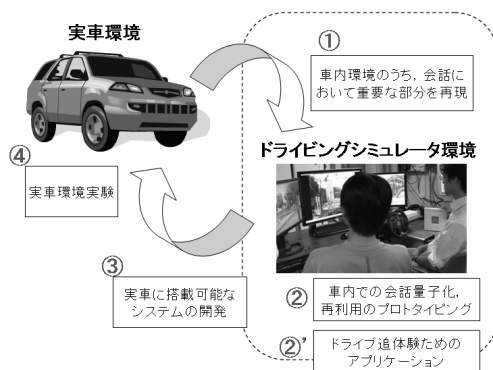 実車環境
①
車内環境のうち，会話に
おいて重要な部分を再現
ドライビングシミュレータ環境
④
実車環境実験
③
実車に搭載可能な
システムの開発
②
車内での会話量子化，
再利用のプロトタイピング
②’
ドライブ追体験ための
アプリケーション